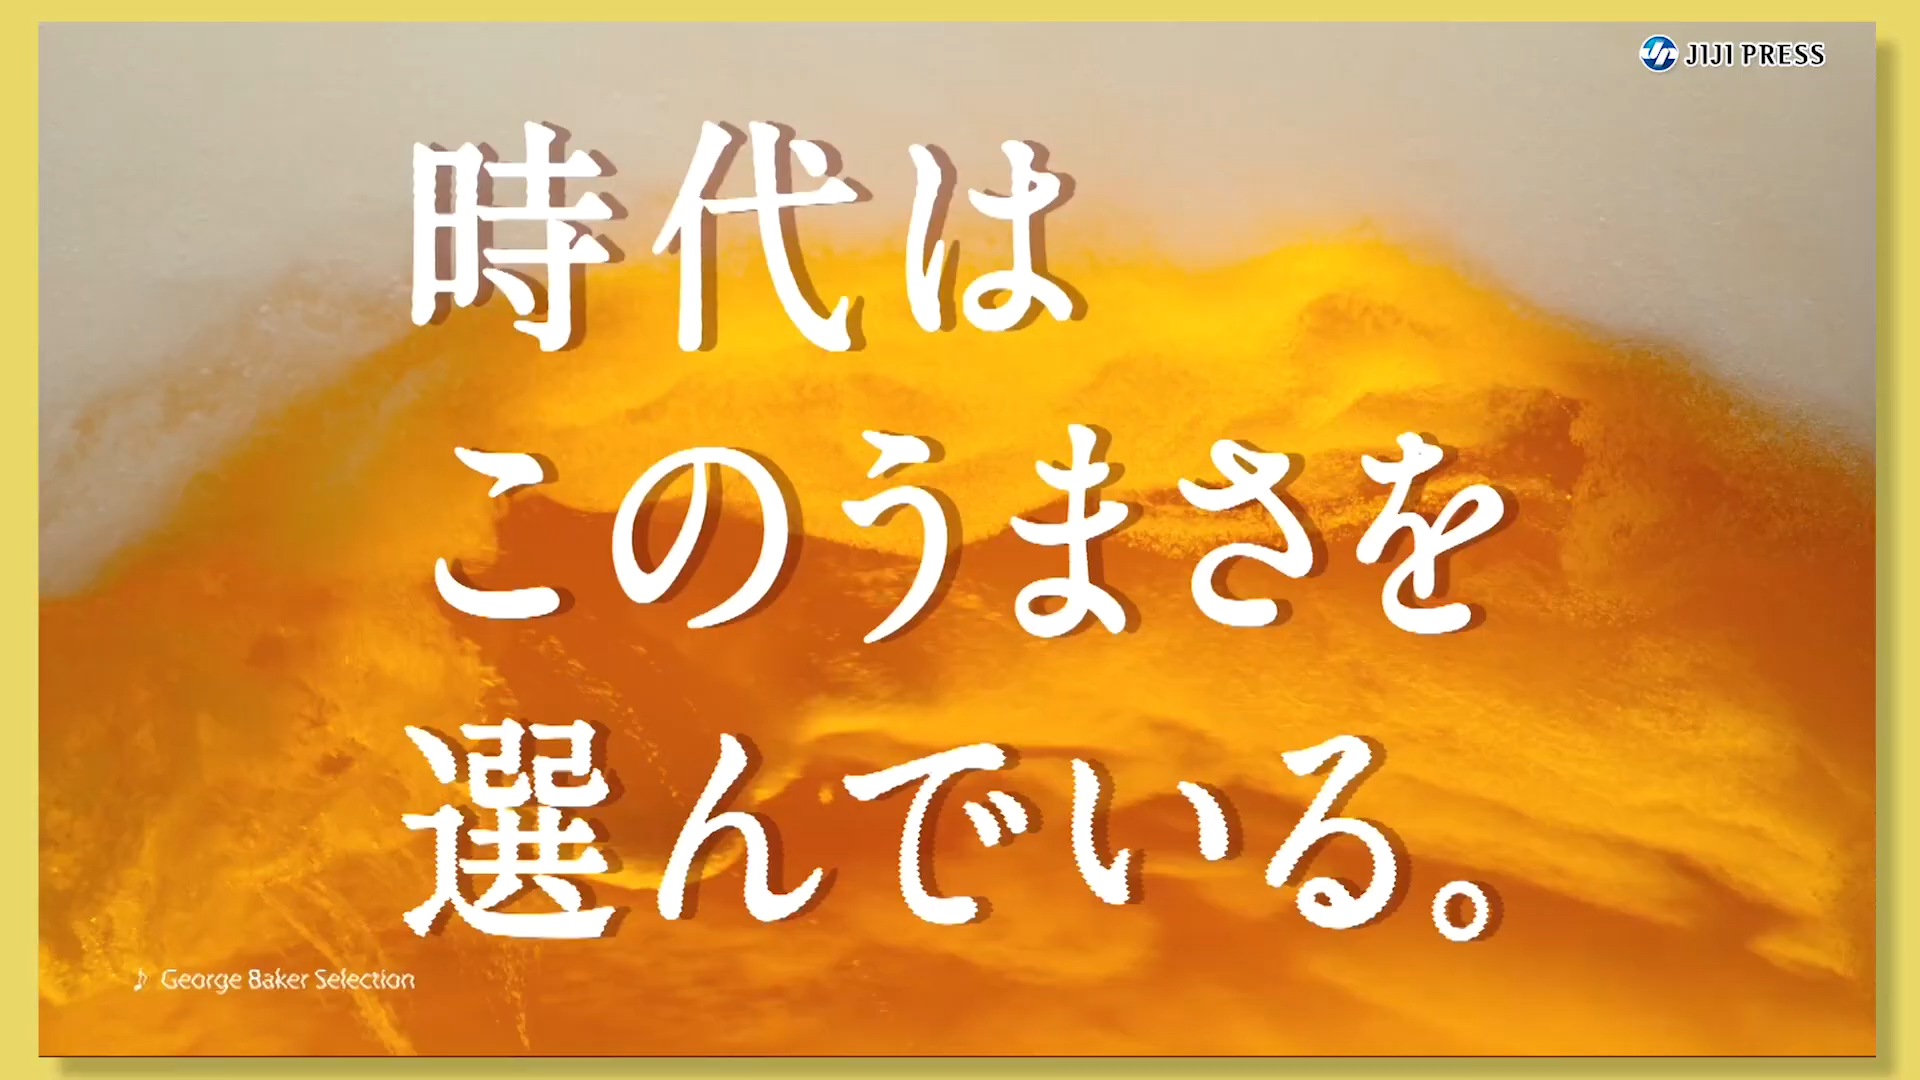 JIJI PRESS
時代は
このうまさを
選んでいる。
♪ George Baker Selection